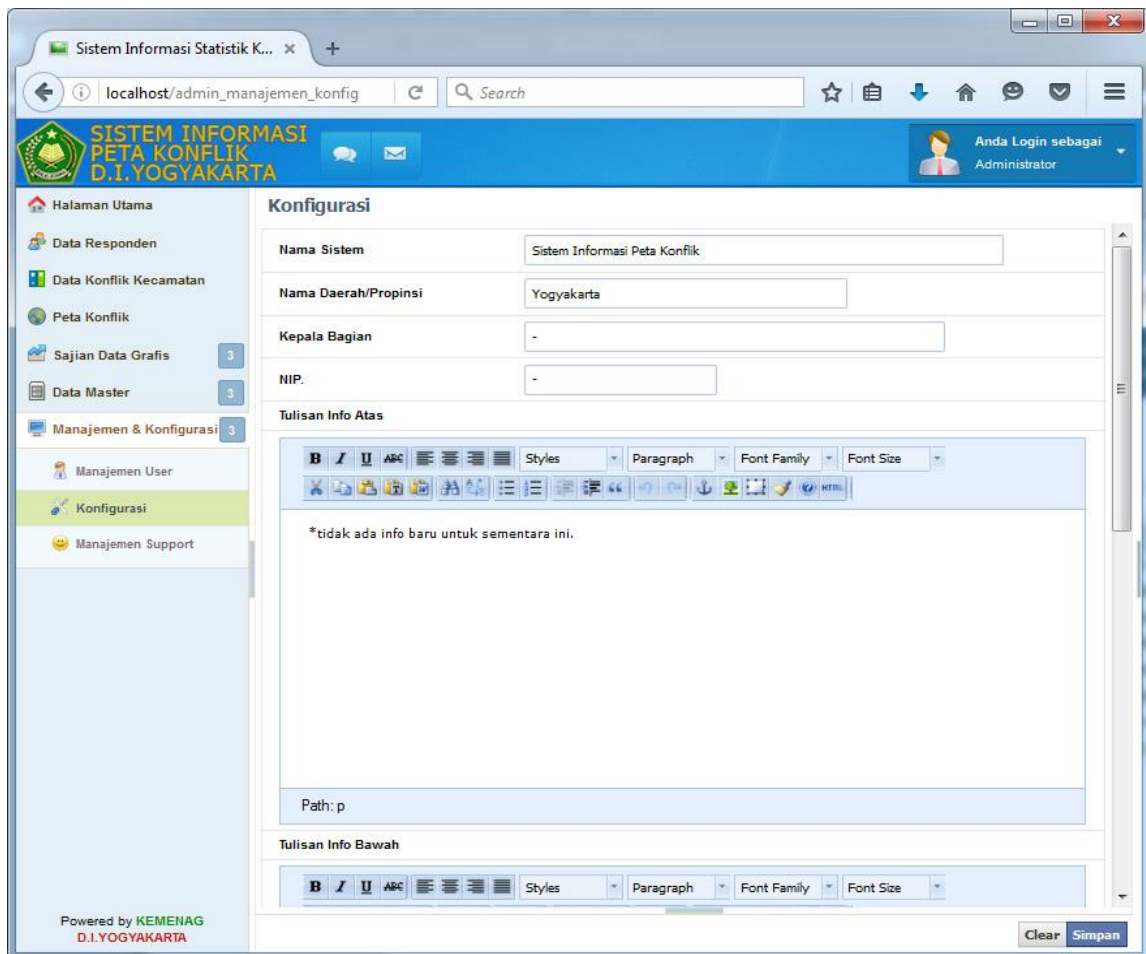 Sistem Informasi Statistik K...
localhost/admin_manajemen_konfig
Search
SISTEM INFORMASI
PETA KONFLIK
D.I.YOGYAKARTA
Anda Login sebagai
Administrator
Halaman Utama
Data Responden
Data Konflik Kecamatan
Peta Konflik
Sajian Data Grafis 3
Data Master 3
Manajemen & Konfigurasi 3
Manajemen User
Konfigurasi
Manajemen Support
Powered by KEMENAG
D.I.YOGYAKARTA
Konfigurasi
Nama Sistem Sistem Informasi Peta Konflik
Nama Daerah/Propinsi Yogyakarta
Kepala Bagian -
NIP. -
Tulisan Info Atas
B I U ABC Styles Paragraph Font Family Font Size
HTML
*tidak ada info baru untuk sementara ini.
Path: p
Tulisan Info Bawah
B I U ABC Styles Paragraph Font Family Font Size
Clear Simpan